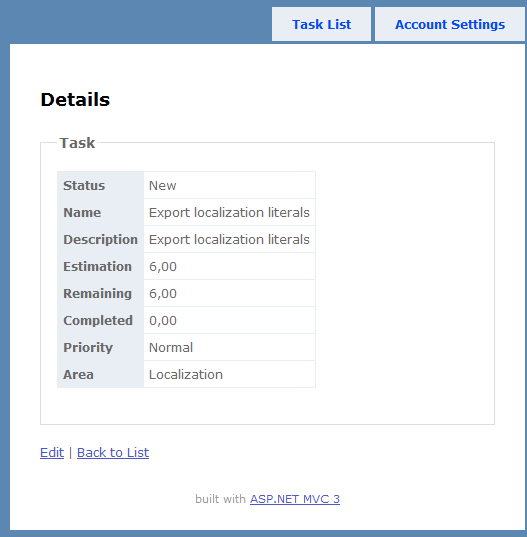 Task List Account Settings
Details
Task
Status New
Name Export localization literals
Description Export localization literals
Estimation 6,00
Remaining 6,00
Completed 0,00
Priority Normal
Area Localization
Edit | Back to List
built with ASP.NET MVC 3